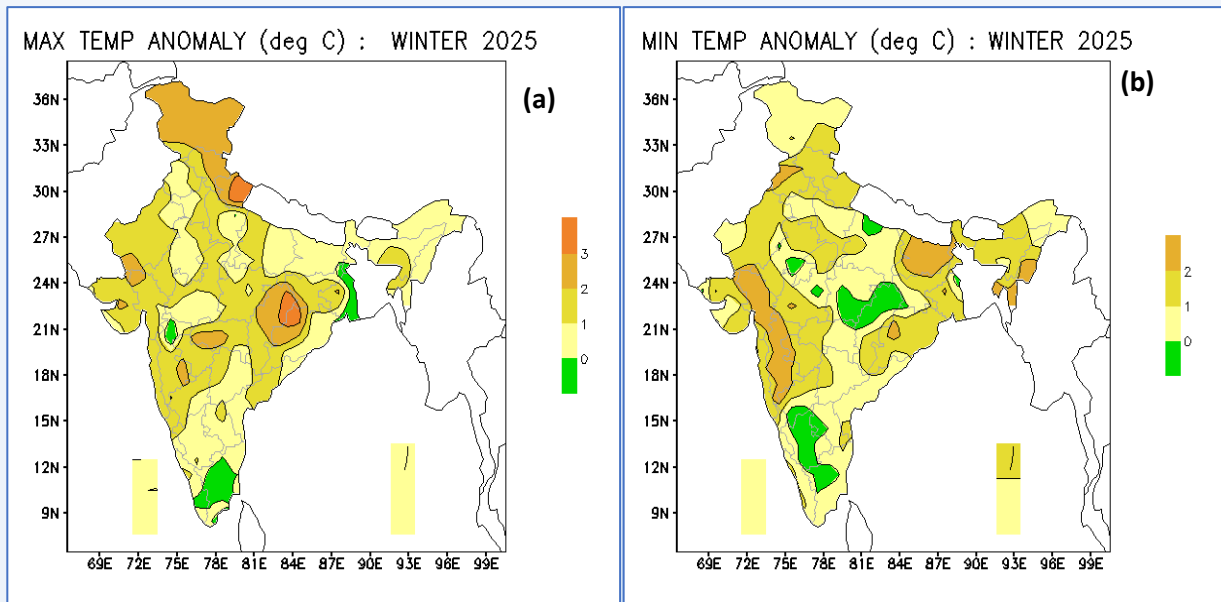 MAX TEMP ANOMALY (deg C) : WINTER 2025
(a)
36N
33N
30N
27N
24N
21N
18N
15N
12N
9N
69E 72E 75E 78E 81E 84E 87E 90E 93E 96E 99E
3
2
1
0
MIN TEMP ANOMALY (deg C) : WINTER 2025
(b)
36N
33N
30N
27N
24N
21N
18N
15N
12N
9N
69E 72E 75E 78E 81E 84E 87E 90E 93E 96E 99E
2
1
0